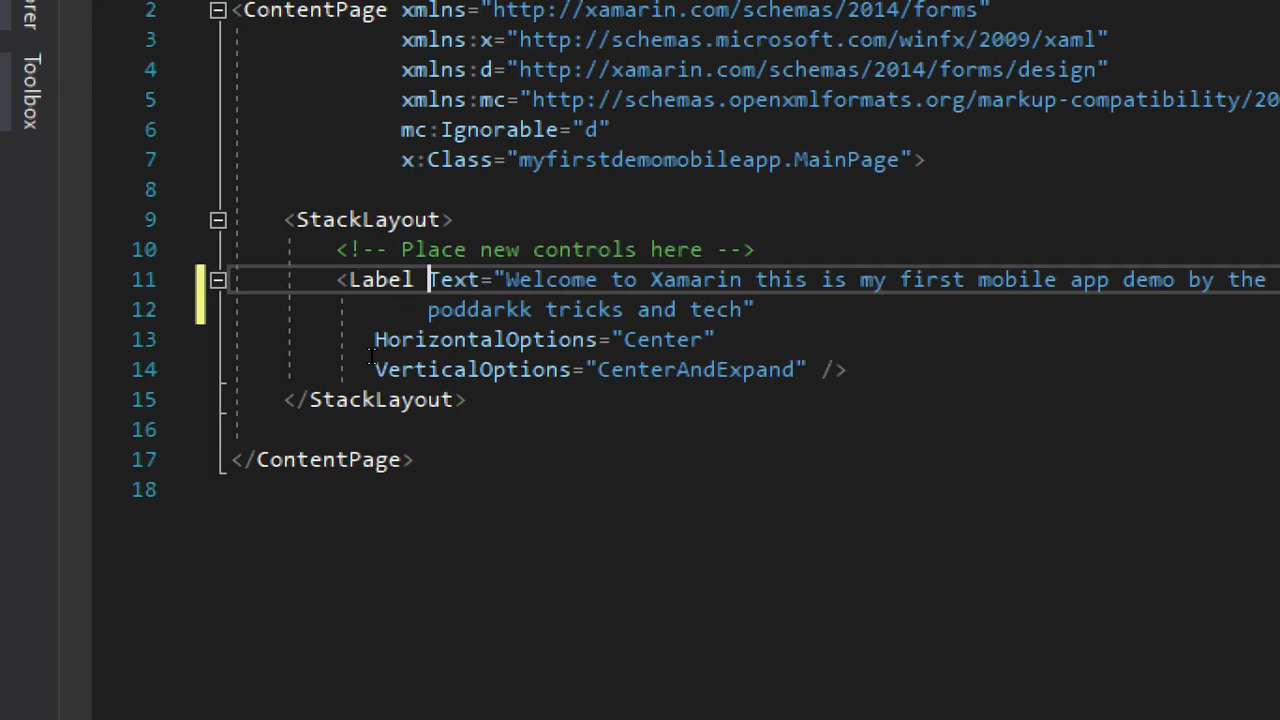 orer
Toolbox
2 <ContentPage xmlns="http://xamarin.com/schemas/2014/forms"
3 xmlns:x="http://schemas.microsoft.com/winfx/2009/xaml"
4 xmlns:d="http://xamarin.com/schemas/2014/forms/design"
5 xmlns:mc="http://schemas.openxmlformats.org/markup-compatibility/20
6 mc:Ignorable="d"
7 x:Class="myfirstdemomobileapp.MainPage">
8
9 <StackLayout>
10 <!-- Place new controls here -->
11 <Label Text="Welcome to Xamarin this is my first mobile app demo by the
12 poddarkk tricks and tech"
13 HorizontalOptions="Center"
14 VerticalOptions="CenterAndExpand" />
15 </StackLayout>
16
17 </ContentPage>
18